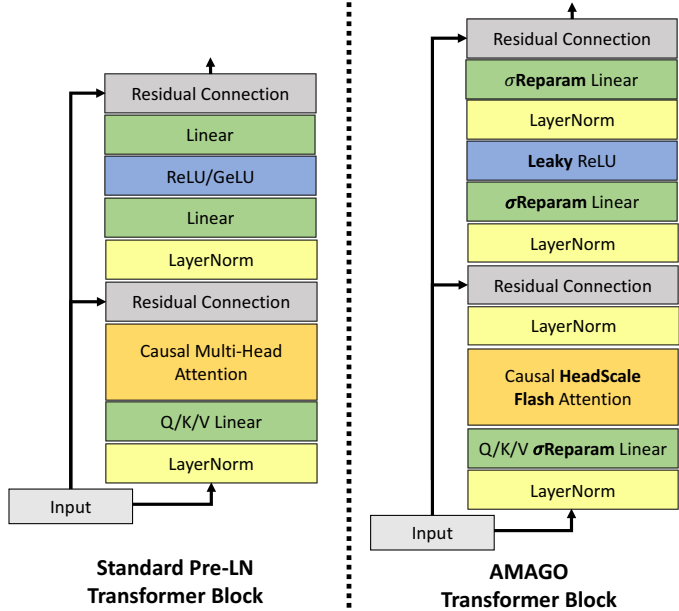 Residual Connection
Linear
ReLU/GeLU
Linear
LayerNorm
Residual Connection
Causal Multi-Head
Attention
Q/K/V Linear
LayerNorm
Input
Standard Pre-LN
Transformer Block
Residual Connection
σReparam Linear
LayerNorm
Leaky ReLU
σReparam Linear
LayerNorm
Residual Connection
LayerNorm
Causal HeadScale
Flash Attention
Q/K/V σReparam Linear
LayerNorm
Input
AMAGO
Transformer Block